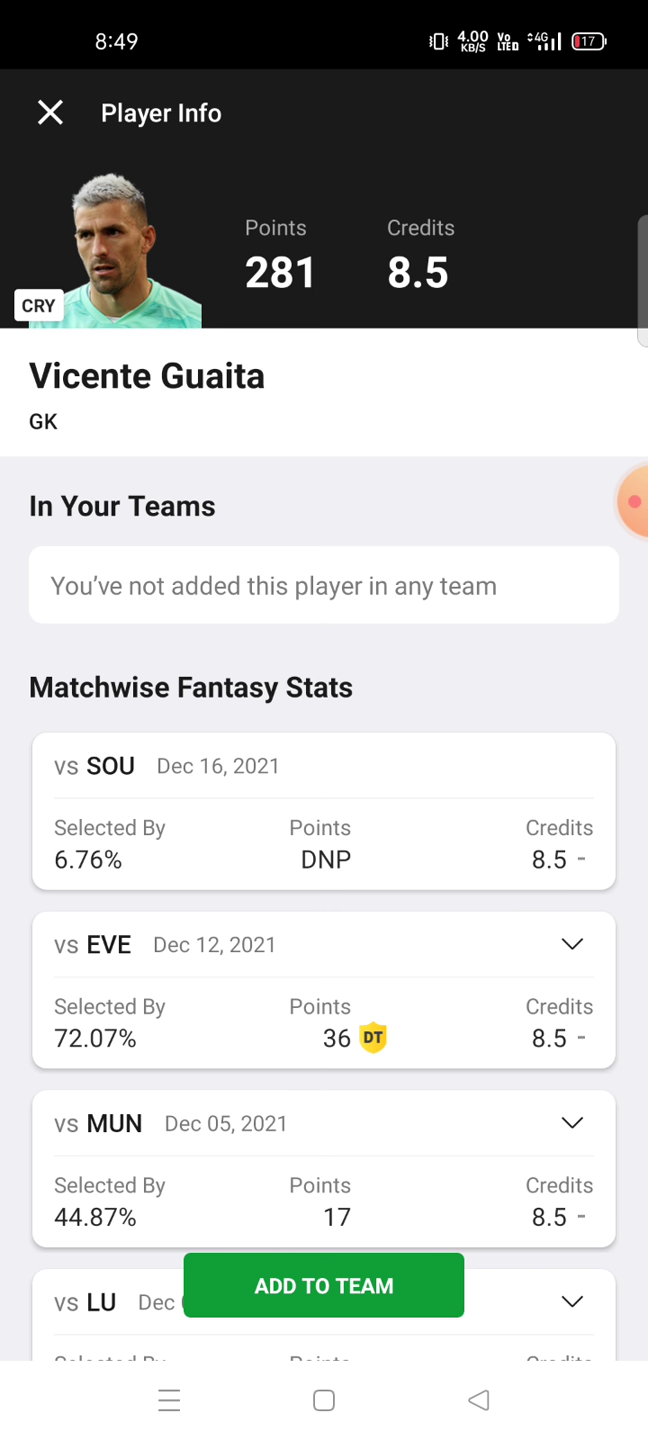 8:49 4.00 KB/S Vo LTE 4G 17
Player Info
Points Credits
281 8.5
CRY
Vicente Guaita
GK
In Your Teams
You’ve not added this player in any team
Matchwise Fantasy Stats
vs SOU Dec 16, 2021
Selected By Points Credits
6.76% DNP 8.5 -
vs EVE Dec 12, 2021
Selected By Points Credits
72.07% 36 DT 8.5 -
vs MUN Dec 05, 2021
Selected By Points Credits
44.87% 17 8.5 -
ADD TO TEAM
vs LU Dec
Selected By Points Credits